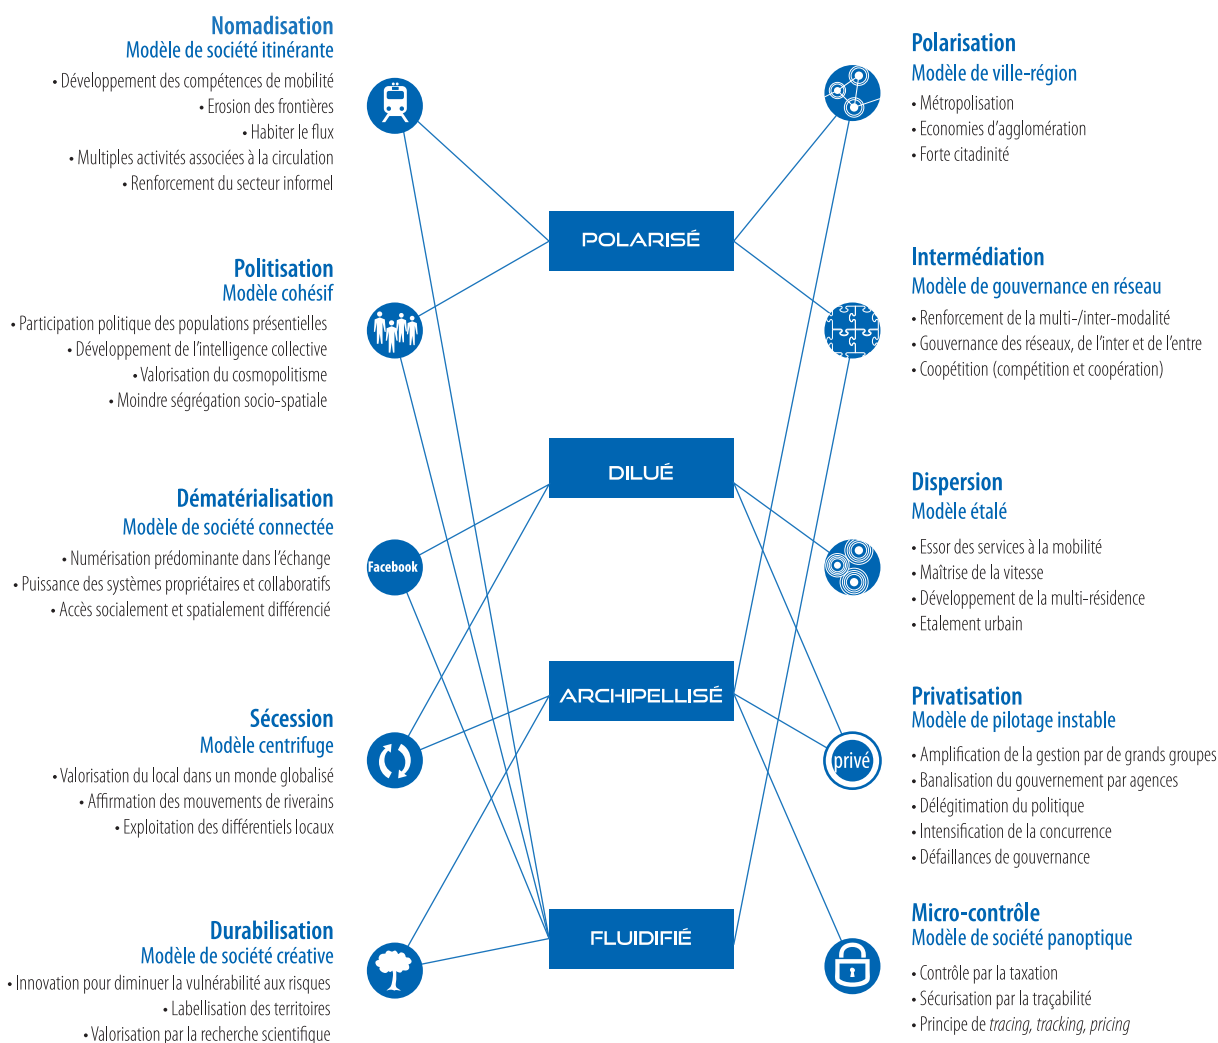 Nomadisation
Modèle de société itinérante
• Développement des compétences de mobilité
• Erosion des frontières
• Habiter le flux
• Multiples activités associées à la circulation
• Renforcement du secteur informel
Politisation
Modèle cohésif
• Participation politique des populations présentielles
• Développement de l'intelligence collective
• Valorisation du cosmopolitisme
• Moindre ségrégation socio-spatiale
Dématérialisation
Modèle de société connectée
• Numérisation prédominante dans l'échange
• Puissance des systèmes propriétaires et collaboratifs
• Accès socialement et spatialement différencié
Facebook
Sécession
Modèle centrifuge
• Valorisation du local dans un monde globalisé
• Affirmation des mouvements de riverains
• Exploitation des différentiels locaux
Durabilisation
Modèle de société créative
• Innovation pour diminuer la vulnérabilité aux risques
• Labellisation des territoires
• Valorisation par la recherche scientifique
POLARISÉ
DILUÉ
ARCHIPELLISÉ
FLUIDIFIÉ
Polarisation
Modèle de ville-région
• Métropolisation
• Economies d'agglomération
• Forte citadinité
Intermédiation
Modèle de gouvernance en réseau
• Renforcement de la multi-/inter-modalité
• Gouvernance des réseaux, de l'inter et de l'entre
• Coopétition (compétition et coopération)
Dispersion
Modèle étalé
• Essor des services à la mobilité
• Maîtrise de la vitesse
• Développement de la multi-résidence
• Etalement urbain
Privatisation
Modèle de pilotage instable
privé
• Amplification de la gestion par de grands groupes
• Banalisation du gouvernement par agences
• Délégitimation du politique
• Intensification de la concurrence
• Défaillances de gouvernance
Micro-contrôle
Modèle de société panoptique
• Contrôle par la taxation
• Sécurisation par la traçabilité
• Principe de tracing, tracking, pricing